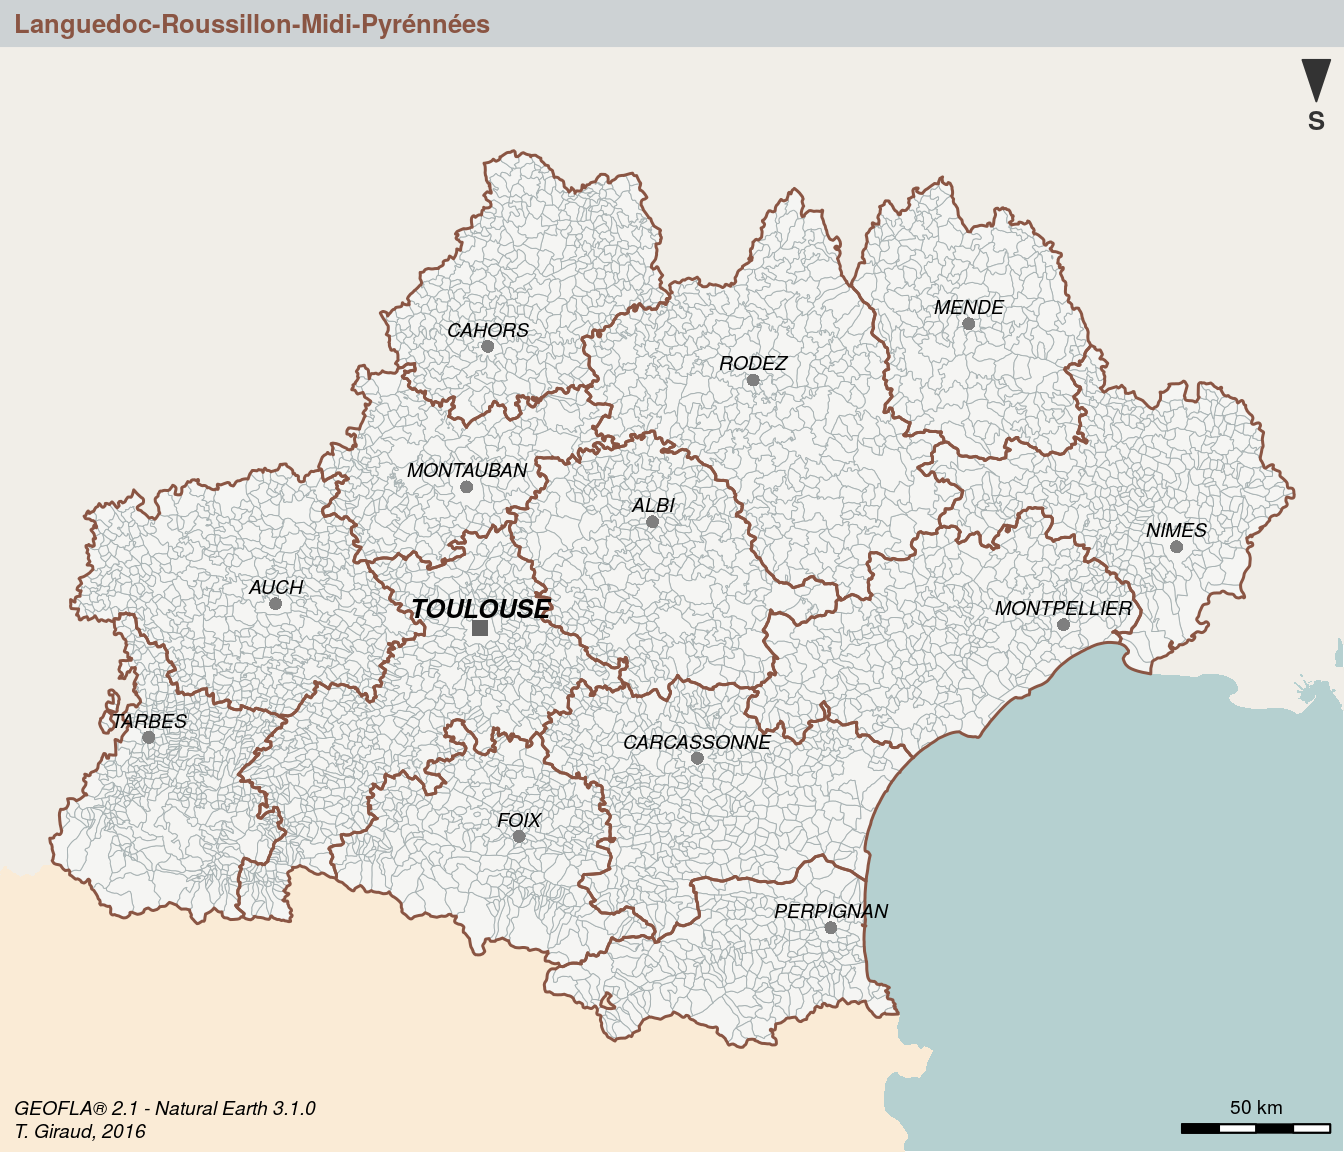 Languedoc-Roussillon-Midi-Pyrénnées
S
MENDE
CAHORS
RODEZ
MONTAUBAN
ALBI
NIMES
AUCH
TOULOUSE
MONTPELLIER
TARBES
CARCASSONNE
FOIX
PERPIGNAN
GEOFLA® 2.1 - Natural Earth 3.1.0
T. Giraud, 2016
50 km